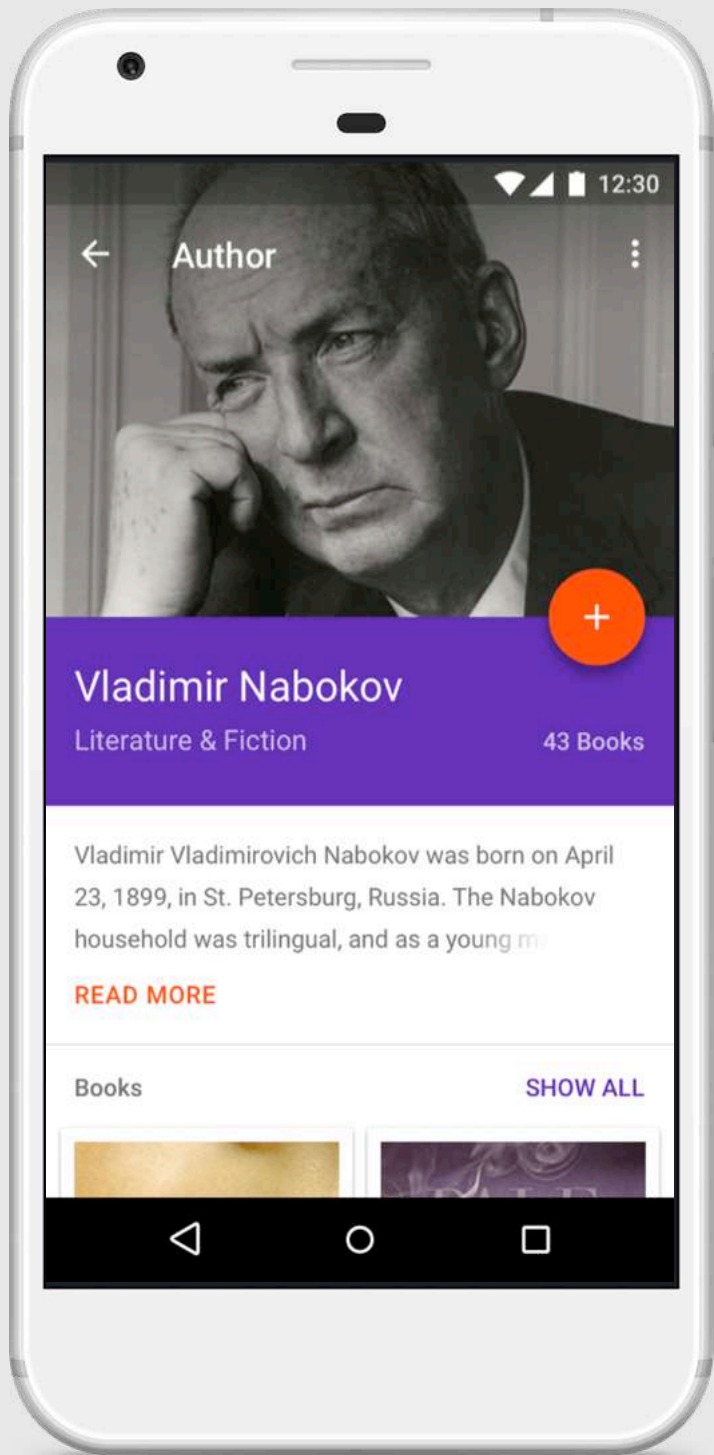 12:30
Author
Vladimir Nabokov
Literature & Fiction
43 Books
Vladimir Vladimirovich Nabokov was born on April
23, 1899, in St. Petersburg, Russia. The Nabokov
household was trilingual, and as a young
READ MORE
Books
SHOW ALL
PALE